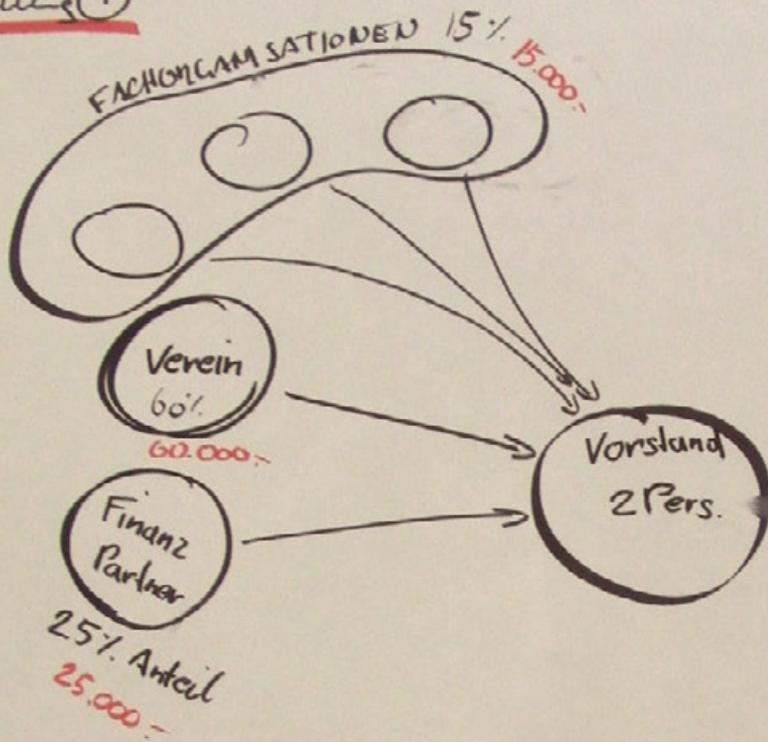 FACHORGANISATIONEN 15%
15.000.-
Verein
60%
60.000.-
Finanz
Partner
25% Anteil
25.000.-
Vorstand
2 Pers.